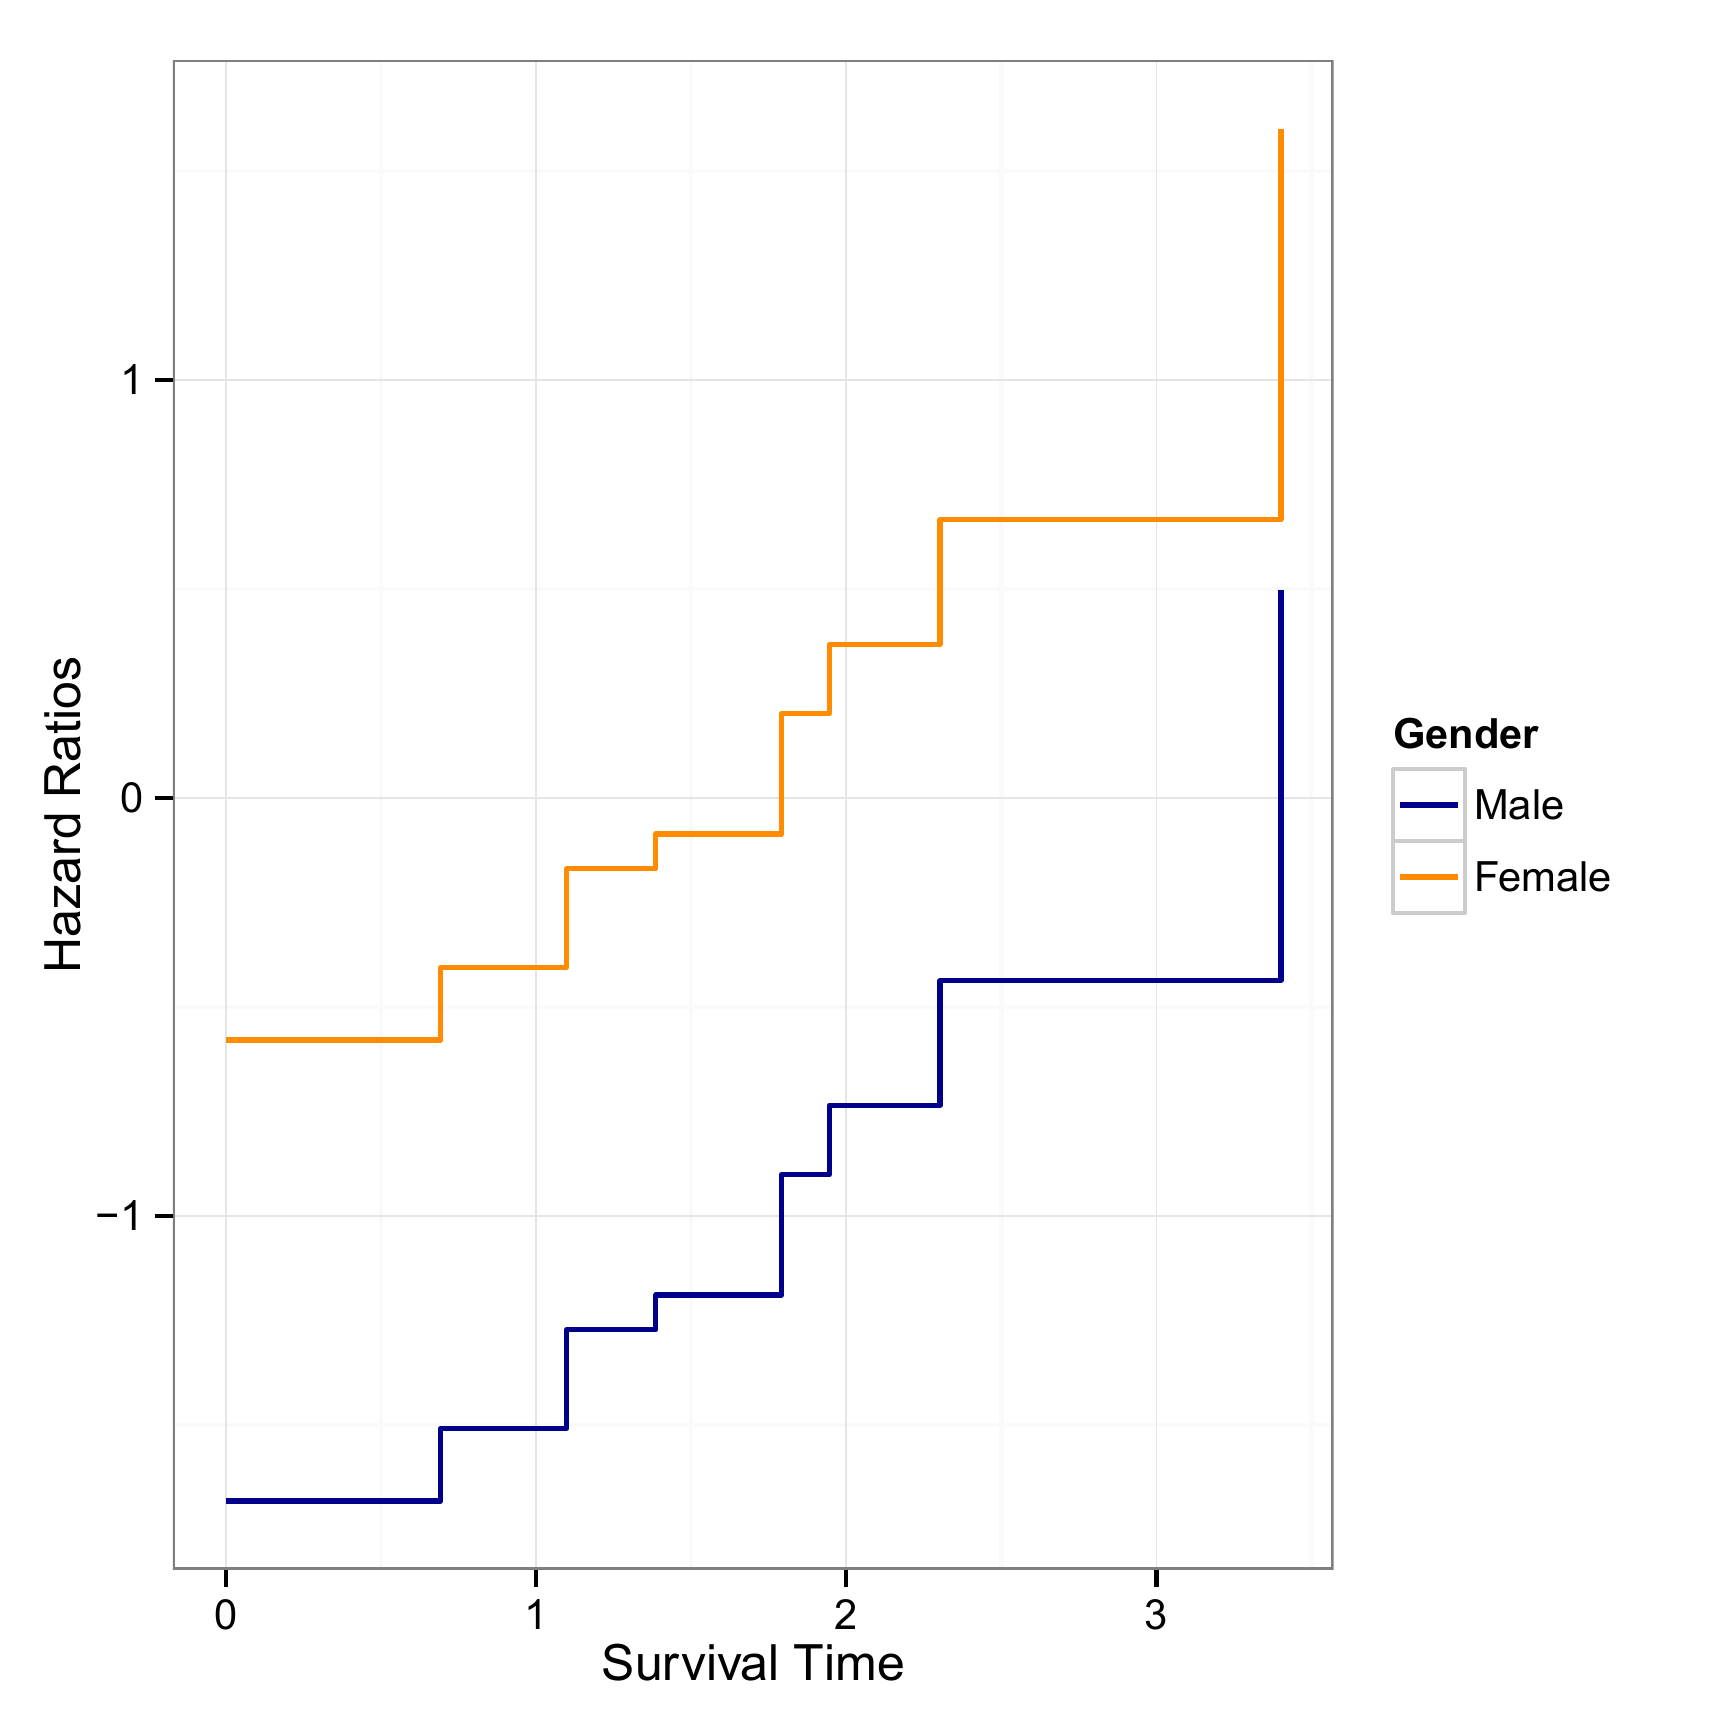 Hazard Ratios
1
0
−1
0 1 2 3
Survival Time
Gender
Male
Female